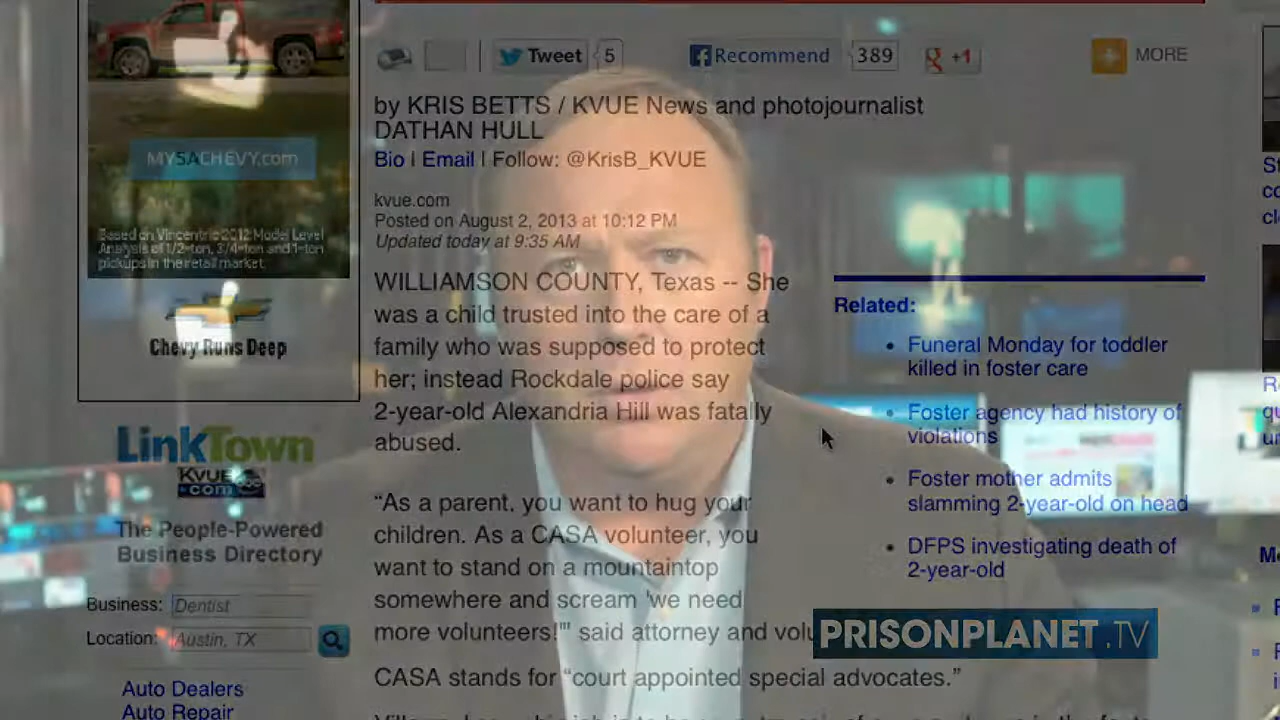 Tweet
5
Recommend
389
+1
MORE
by KRIS BETTS / KVUE News and photojournalist
DATHAN HULL
Bio | Email | Follow: @KrisB_KVUE
kvue.com
Posted on August 2, 2013 at 10:12 PM
Updated today at 9:35 AM
WILLIAMSON COUNTY, Texas -- She
was a child trusted into the care of a
family who was supposed to protect
her; instead Rockdale police say
2-year-old Alexandria Hill was fatally
abused.
“As a parent, you want to hug your
children. As a CASA volunteer, you
want to stand on a mountaintop
somewhere and scream 'we need
more volunteers!'" said attorney and
CASA stands for “court appointed special advocates.”
Related:
Funeral Monday for toddler
killed in foster care
Foster agency had history of
violations
Foster mother admits
slamming 2-year-old on head
DFPS investigating death of
2-year-old
PRISONPLANET.TV
MYSACHEVY.com
Based on Vincentric 2012 Model Level
Analysis of 1/2-ton, 3/4-ton and 1-ton
pickups in the retail market.
Chevy Runs Deep
LinkTown
KVUE
.com
The People-Powered
Business Directory
Business: Dentist
Location: Austin, TX
Auto Dealers
Auto Repair